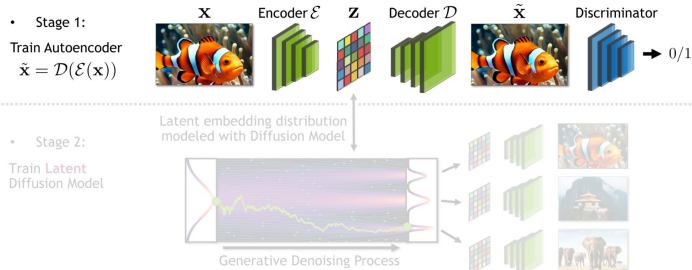 • Stage 1:
Train Autoencoder
x̃ = 𝒟(ℰ(x))
x Encoder ℰ z Decoder 𝒟 x̃ Discriminator
0/1
Latent embedding distribution
modeled with Diffusion Model
• Stage 2:
Train Latent
Diffusion Model
Generative Denoising Process